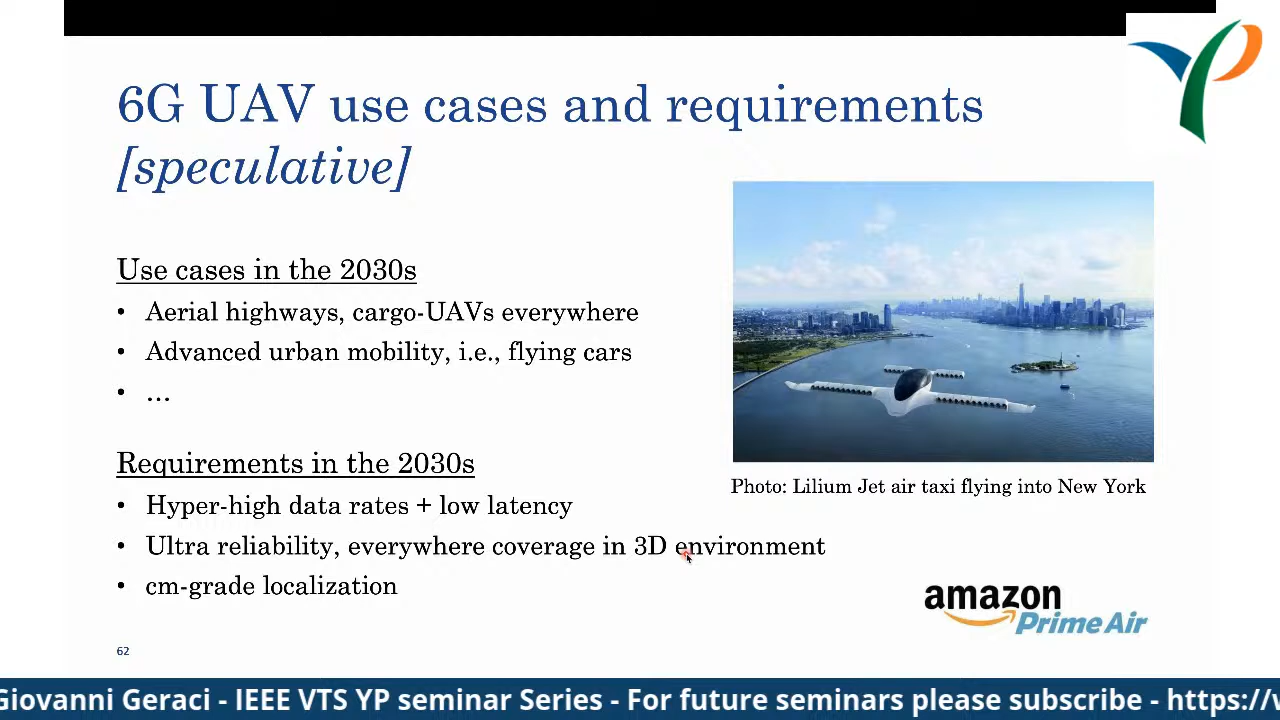 6G UAV use cases and requirements
[speculative]
Use cases in the 2030s
• Aerial highways, cargo-UAVs everywhere
• Advanced urban mobility, i.e., flying cars
• ...
Requirements in the 2030s
• Hyper-high data rates + low latency
• Ultra reliability, everywhere coverage in 3D environment
• cm-grade localization
Photo: Lilium Jet air taxi flying into New York
amazon
Prime Air
62
Giovanni Geraci - IEEE VTS YP seminar Series - For future seminars please subscribe - https://